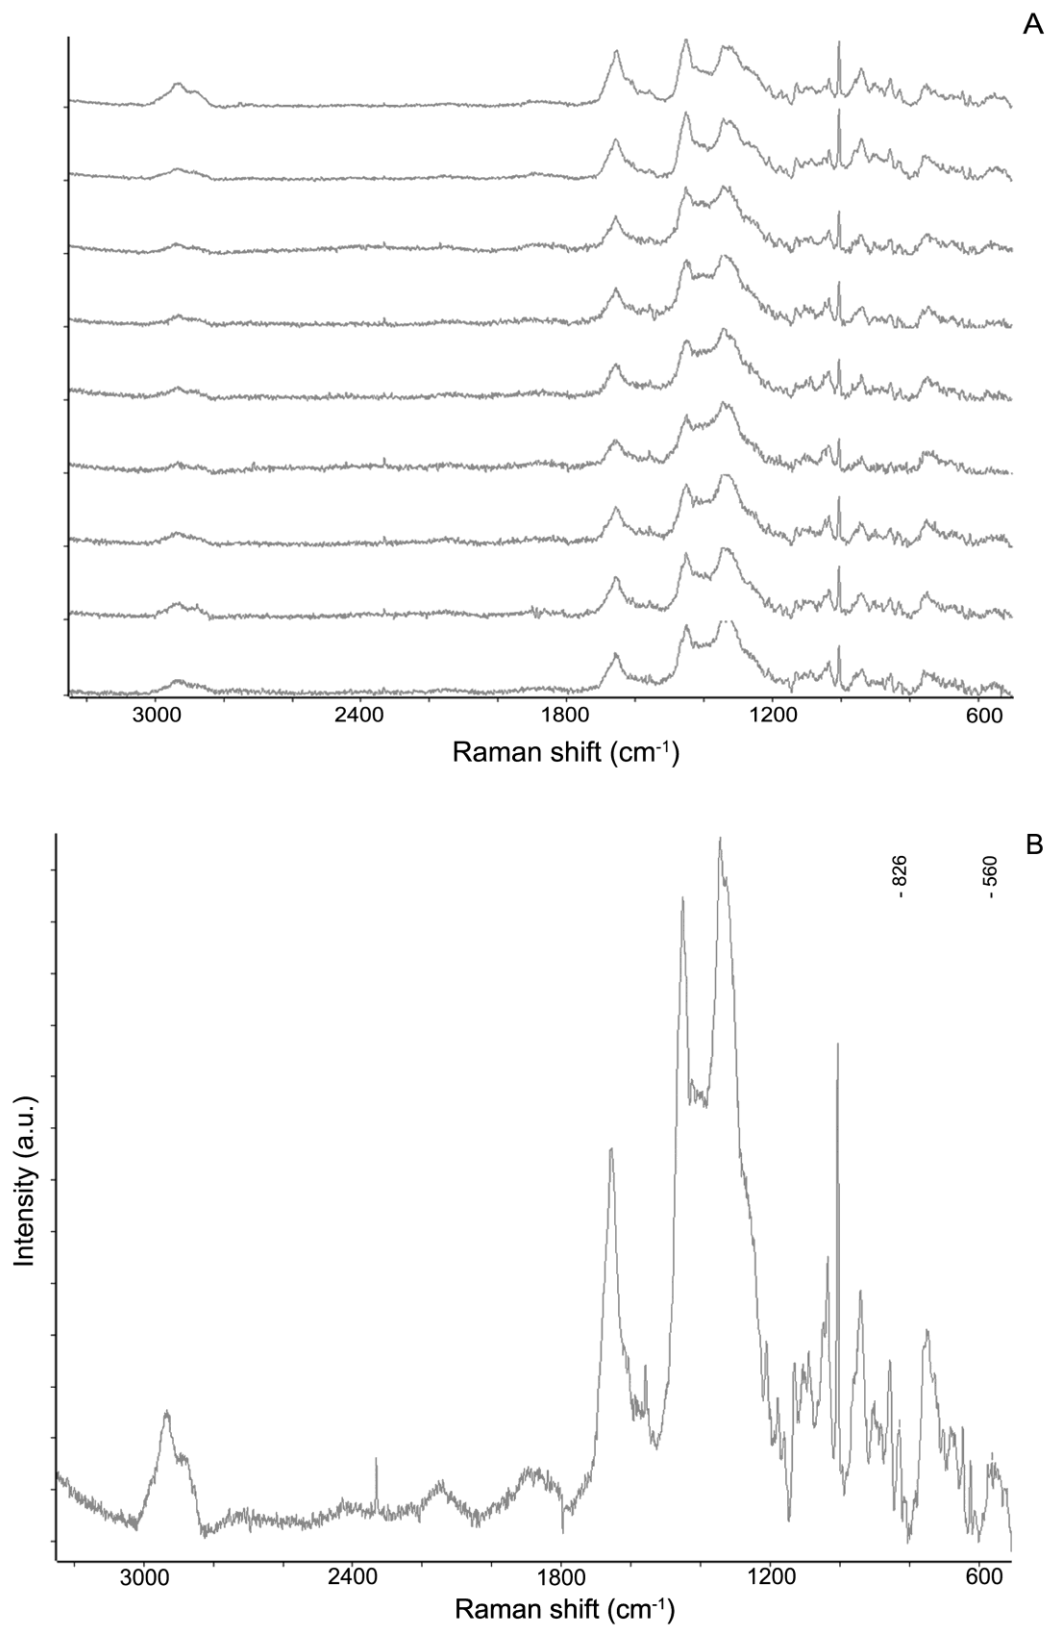 A
3000 2400 1800 1200 600
Raman shift (cm-1)
B
- 826
- 560
Intensity (a.u.)
3000 2400 1800 1200 600
Raman shift (cm-1)